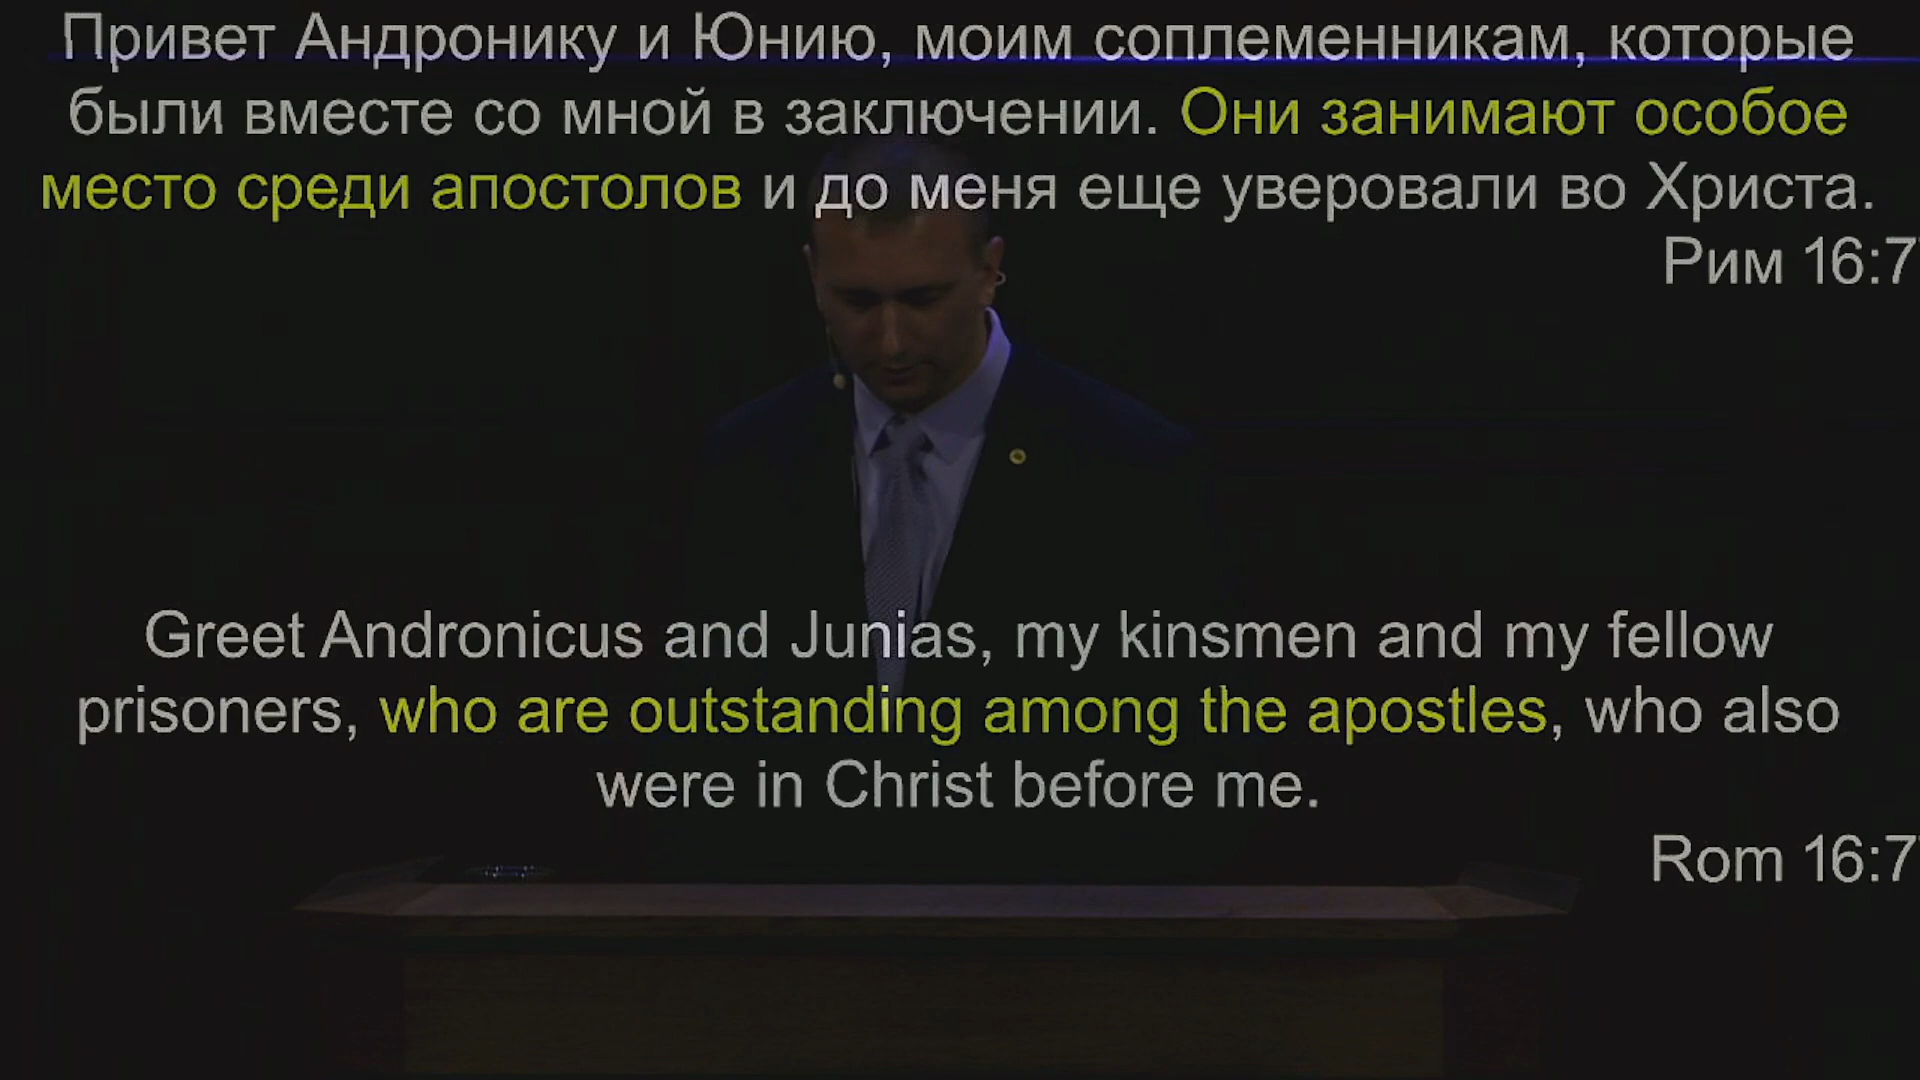 Привет Андронику и Юнию, моим соплеменникам, которые
были вместе со мной в заключении. Они занимают особое
место среди апостолов и до меня еще уверовали во Христа.
Рим 16:7
Greet Andronicus and Junias, my kinsmen and my fellow
prisoners, who are outstanding among the apostles, who also
were in Christ before me.
Rom 16:7